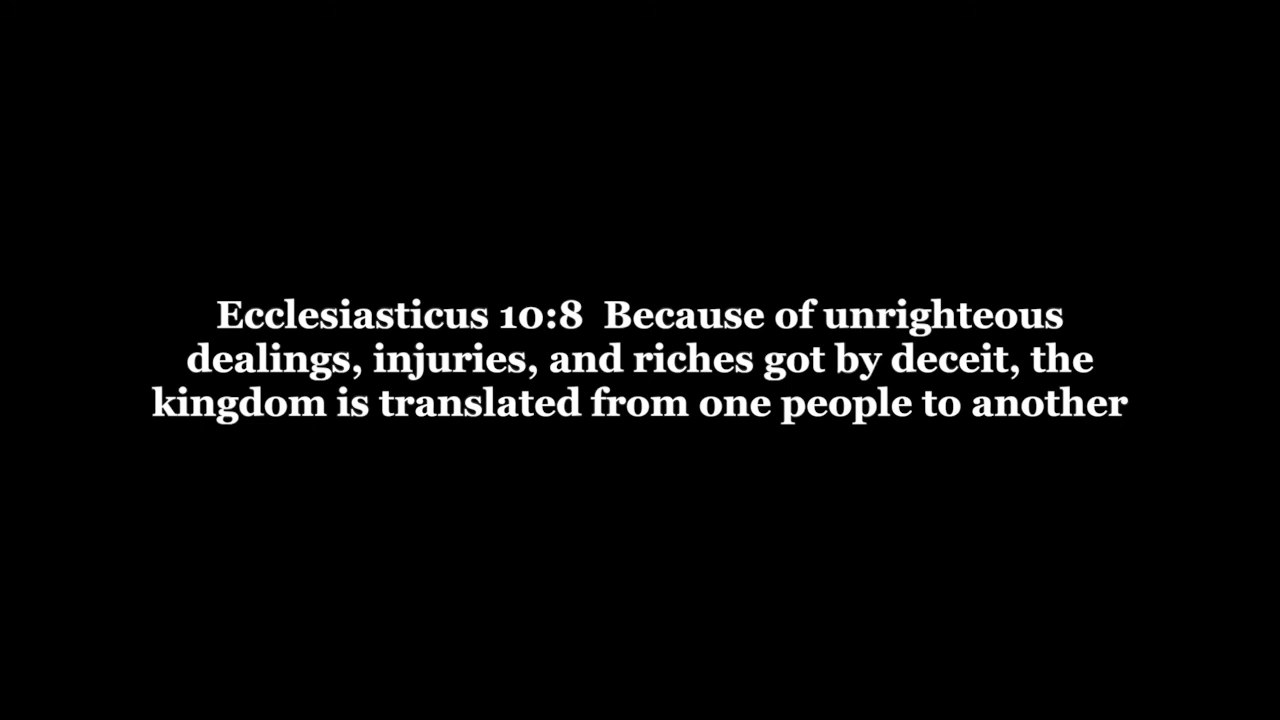 Ecclesiasticus 10:8  Because of unrighteous
dealings, injuries, and riches got by deceit, the
kingdom is translated from one people to another